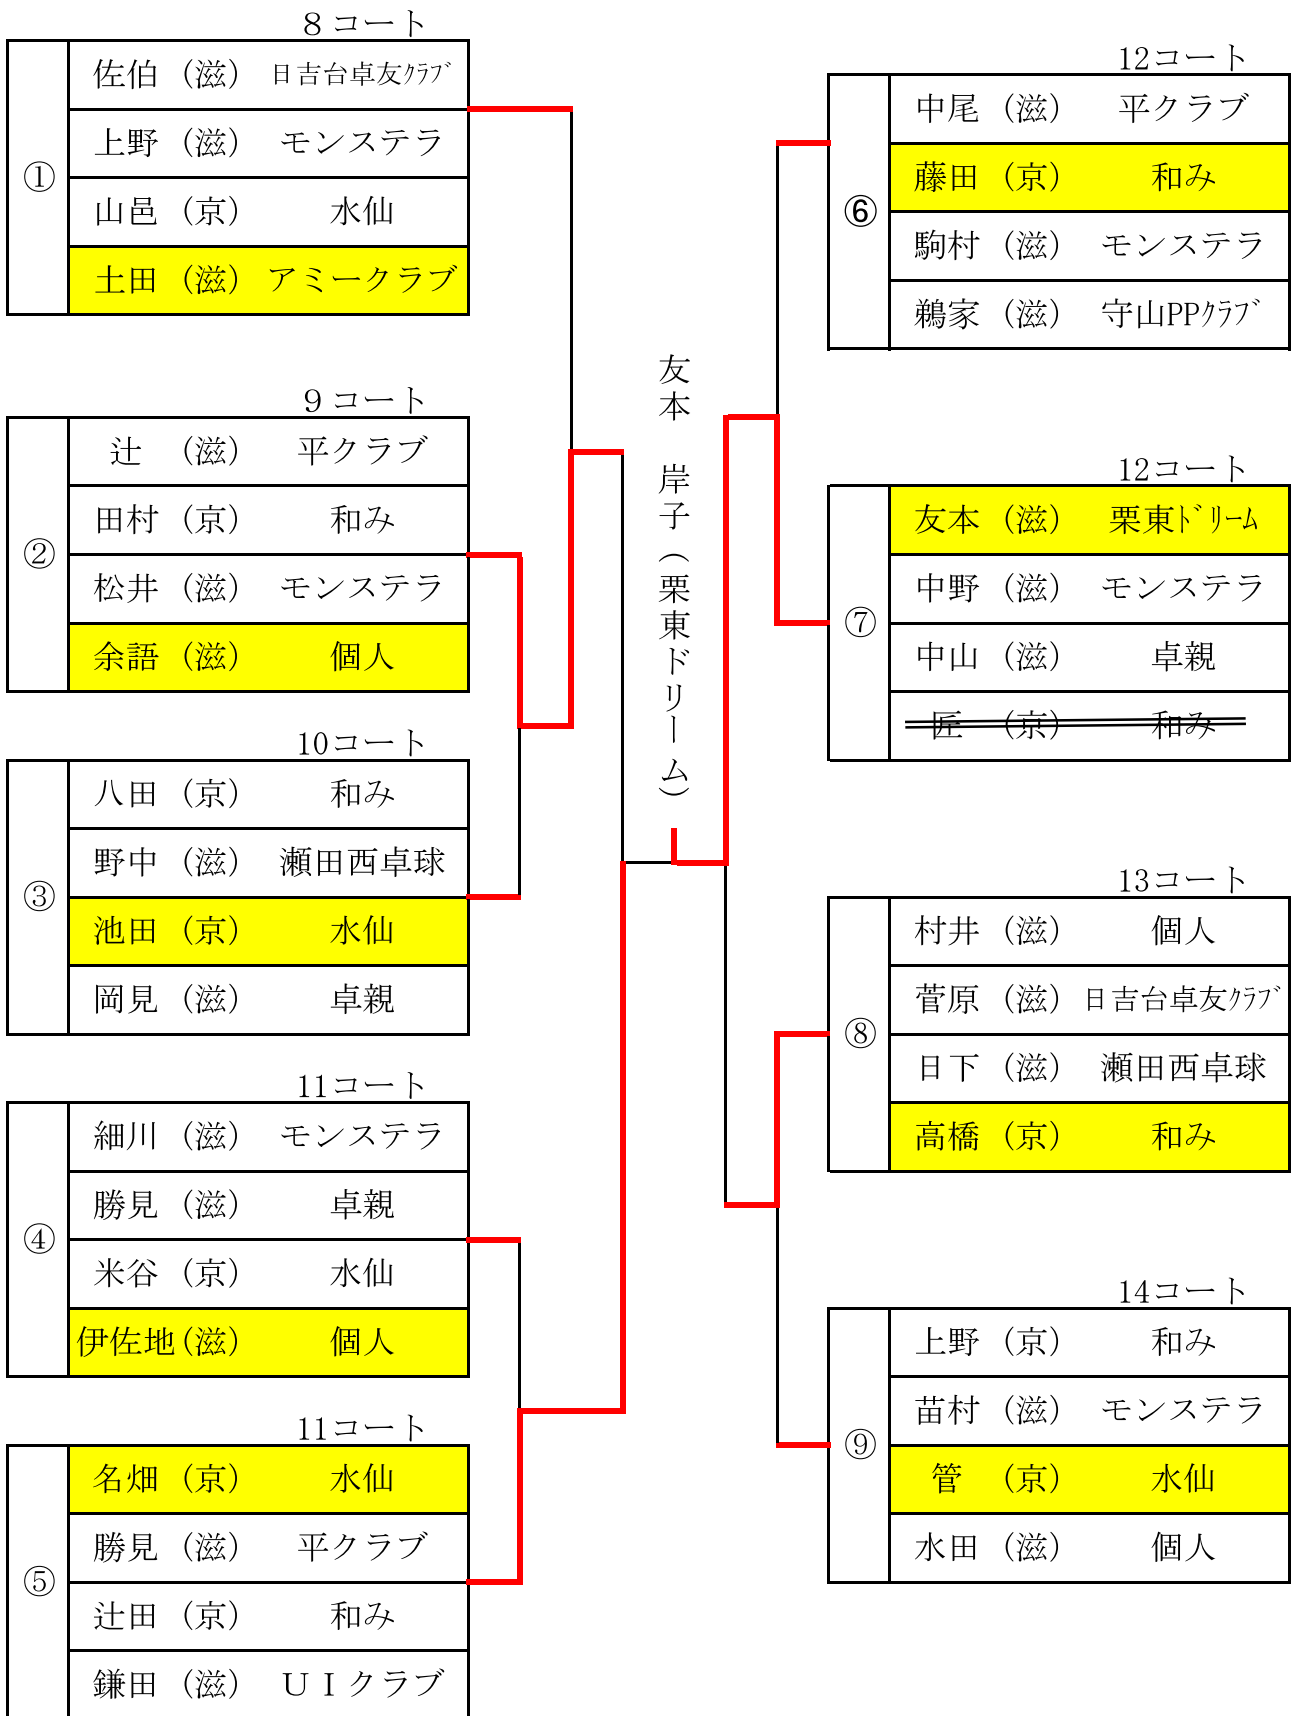 8コート
①
佐伯 (滋) 日吉台卓友ｸﾗﾌﾞ
上野 (滋) モンステラ
山邑 (京) 水仙
土田 (滋) アミークラブ
9コート
②
辻 (滋) 平クラブ
田村 (京) 和み
松井 (滋) モンステラ
余語 (滋) 個人
10コート
③
八田 (京) 和み
野中 (滋) 瀬田西卓球
池田 (京) 水仙
岡見 (滋) 卓親
11コート
④
細川 (滋) モンステラ
勝見 (滋) 卓親
米谷 (京) 水仙
伊佐地 (滋) 個人
11コート
⑤
名畑 (京) 水仙
勝見 (滋) 平クラブ
辻田 (京) 和み
鎌田 (滋) ＵＩクラブ
友本 岸子(栗東ドリーム)
12コート
⑥
中尾 (滋) 平クラブ
藤田 (京) 和み
駒村 (滋) モンステラ
鵜家 (滋) 守山PPｸﾗﾌﾞ
12コート
⑦
友本 (滋) 栗東ﾄﾞﾘｰﾑ
中野 (滋) モンステラ
中山 (滋) 卓親
匠 (京) 和み
13コート
⑧
村井 (滋) 個人
菅原 (滋) 日吉台卓友ｸﾗﾌﾞ
日下 (滋) 瀬田西卓球
高橋 (京) 和み
14コート
⑨
上野 (京) 和み
苗村 (滋) モンステラ
管 (京) 水仙
水田 (滋) 個人